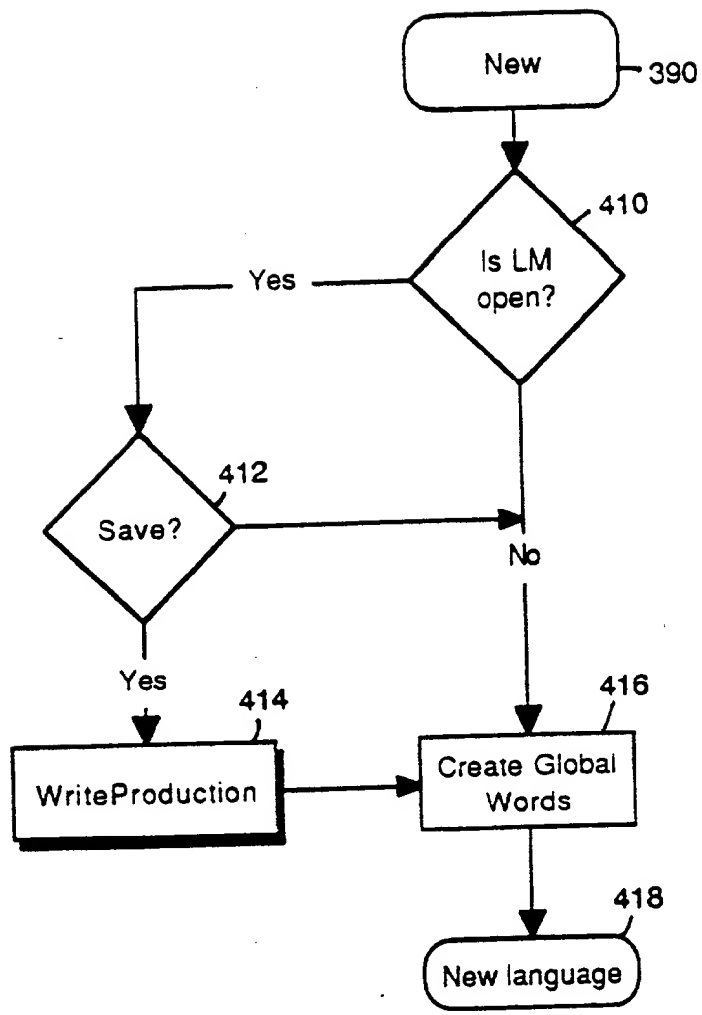 New
390
410
Is LM
open?
Yes
412
Save?
No
Yes
414
416
WriteProduction
Create Global
Words
418
New language